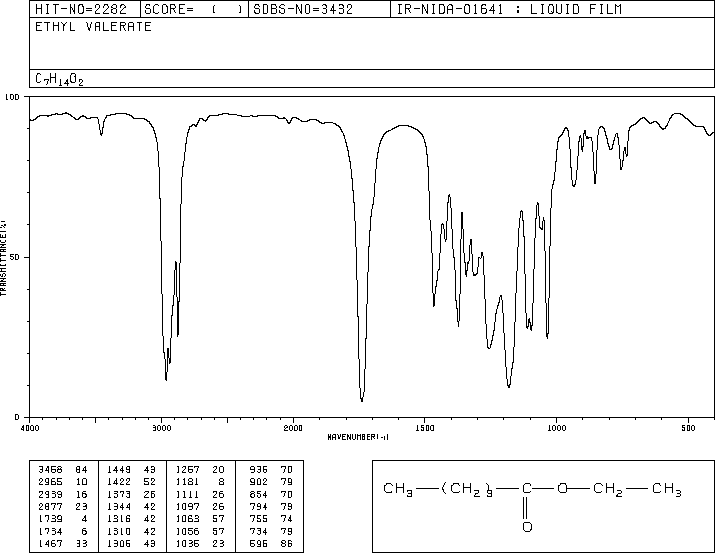 HIT-NO=2282 SCORE= ( ) SDBS-NO=3432 IR-NIDA-01641 : LIQUID FILM
ETHYL VALERATE
C7H14O2
100
50
0
TRANSMITTANCE(%)
4000 3000 2000 1500 1000 500
WAVENUMBER(-1)
3468 84 1449 49 1257 20 936 70
2965 10 1422 52 1181 8 902 79
2939 16 1373 26 1111 26 854 70
2877 23 1344 42 1097 26 794 79
1739 4 1316 42 1063 57 755 74
1734 6 1310 42 1056 57 734 79
1467 33 1306 43 1035 23 596 86
CH3—(CH2)3—C—O—CH2—CH3
O